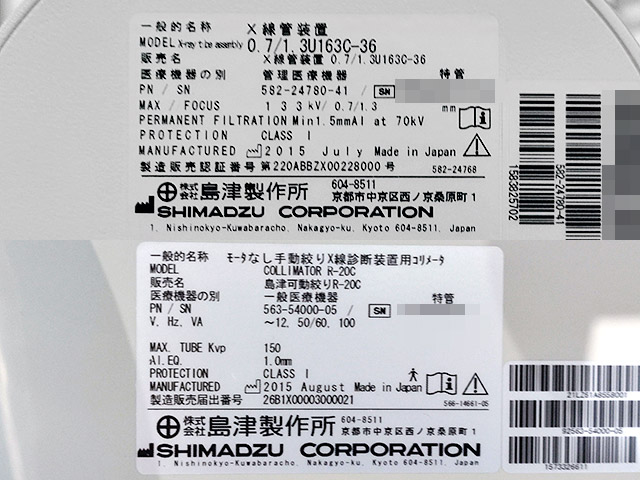 一般的名称 X線管装置
MODEL X-ray tube assembly 0.7/1.3U163C-36
販売名 X線管装置 0.7/1.3U163C-36
医療機器の別 管理医療機器 特管
PN / SN 582-24780-41 / SN
MAX / FOCUS 133 kV/ 0.7/1.3 mm
PERMANENT FILTRATION Min1.5mmAl at 70kV
PROTECTION CLASS I
MANUFACTURED 2015 July Made in Japan
製造販売認証番号 第220ABBZX00228000 号 582-24768
株式会社 島津製作所 604-8511
京都市中京区西ノ京桑原町1
SHIMADZU CORPORATION
1, Nishinokyo-Kuwabaracho, Nakagyo-ku, Kyoto 604-8511, Japan
1583825702
582-24780-41
一般的名称 モータなし手動絞りX線診断装置用コリメータ
MODEL COLLIMATOR R-20C
販売名 島津可動絞りR-20C
医療機器の別 一般医療機器 特管
PN / SN 563-54000-05 / SN
V. Hz. VA ～12, 50/60, 100
MAX. TUBE Kvp 150
Al.EQ. 1.0mm
PROTECTION CLASS I
MANUFACTURED 2015 August Made in Japan
製造販売届出番号 26B1X00003000021 566-14661-05
株式会社 島津製作所 604-8511
京都市中京区西ノ京桑原町1
SHIMADZU CORPORATION
1, Nishinokyo-Kuwabaracho, Nakagyo-ku, Kyoto 604-8511, Japan
21LZ61A8558001
92563-54000-05
1573326611